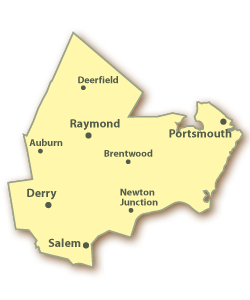 Deerfield
Raymond
Portsmouth
Auburn
Brentwood
Derry
Newton
Junction
Salem